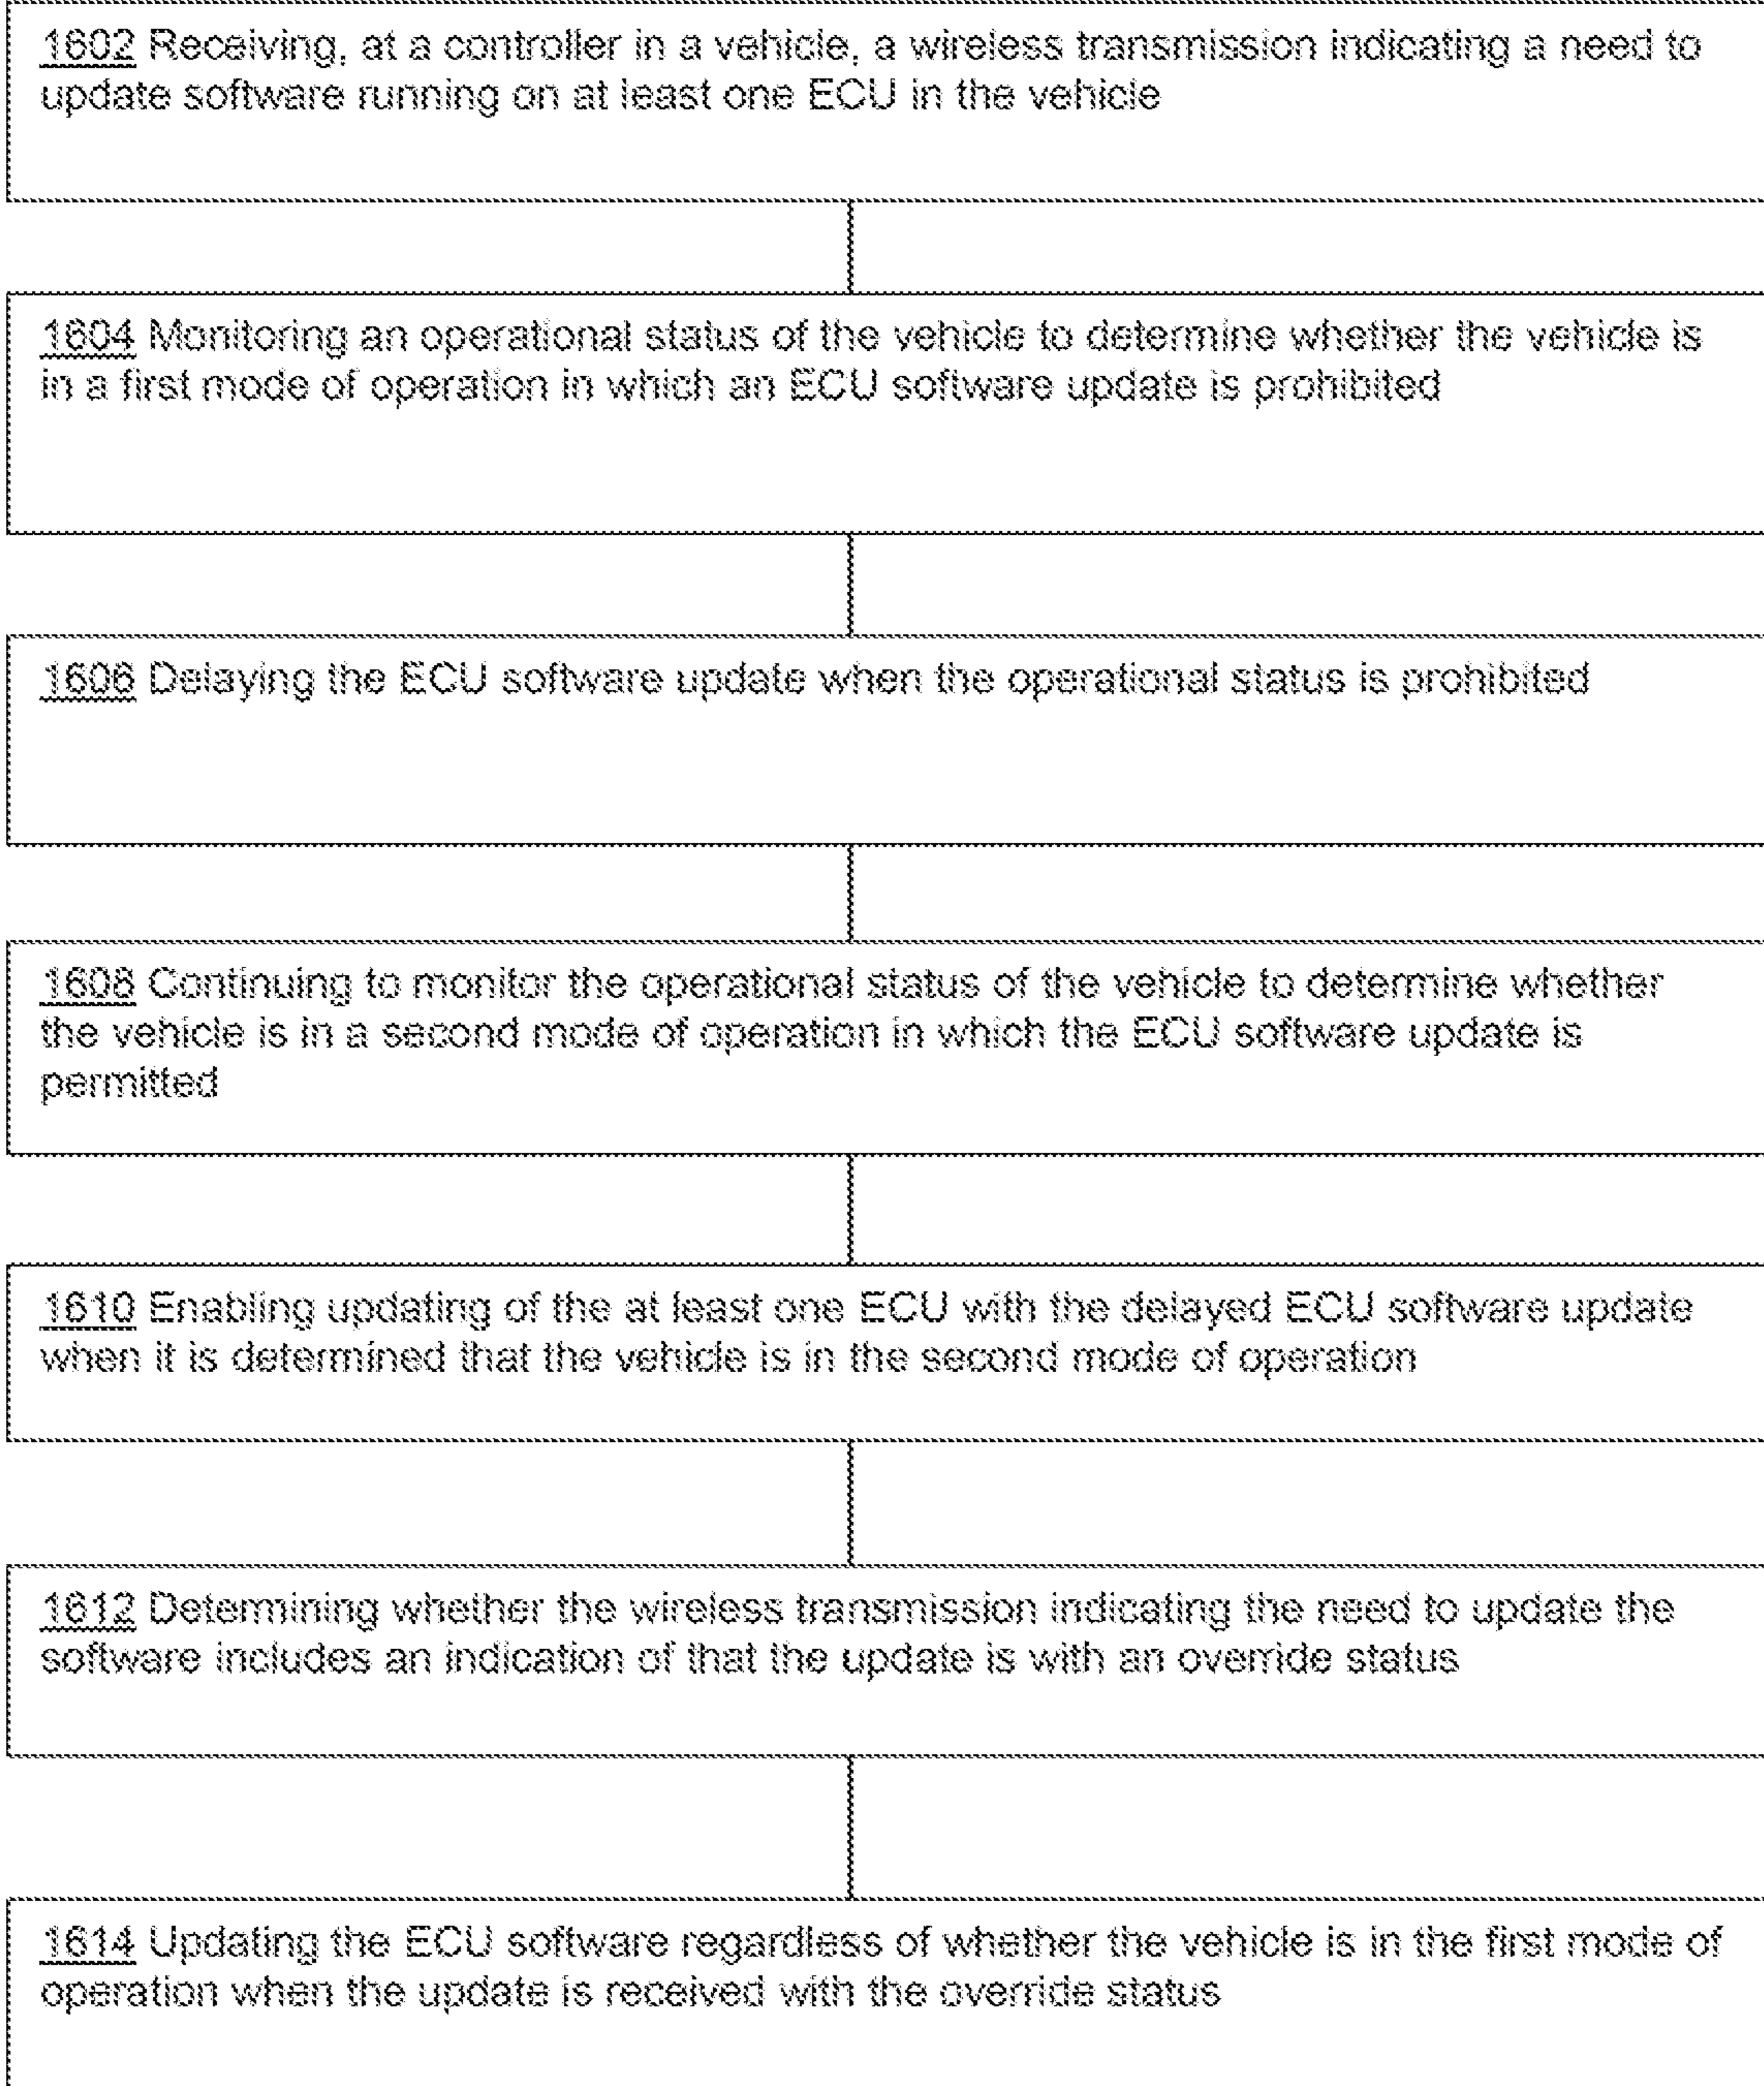 1602 Receiving, at a controller in a vehicle, a wireless transmission indicating a need to
update software running on at least one ECU in the vehicle
1604 Monitoring an operational status of the vehicle to determine whether the vehicle is
in a first mode of operation in which an ECU software update is prohibited
1606 Delaying the ECU software update when the operational status is prohibited
1608 Continuing to monitor the operational status of the vehicle to determine whether
the vehicle is in a second mode of operation in which the ECU software update is
permitted
1610 Enabling updating of the at least one ECU with the delayed ECU software update
when it is determined that the vehicle is in the second mode of operation
1612 Determining whether the wireless transmission indicating the need to update the
software includes an indication of that the update is with an override status
1614 Updating the ECU software regardless of whether the vehicle is in the first mode of
operation when the update is received with the override status